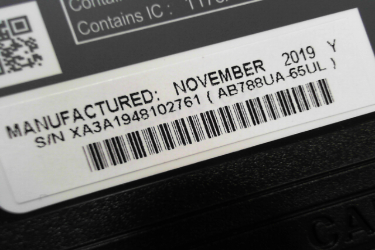 Contains IC :
MANUFACTURED: NOVEMBER 2019 Y
S/N XA3A1948102761 ( AB788UA-65UL )